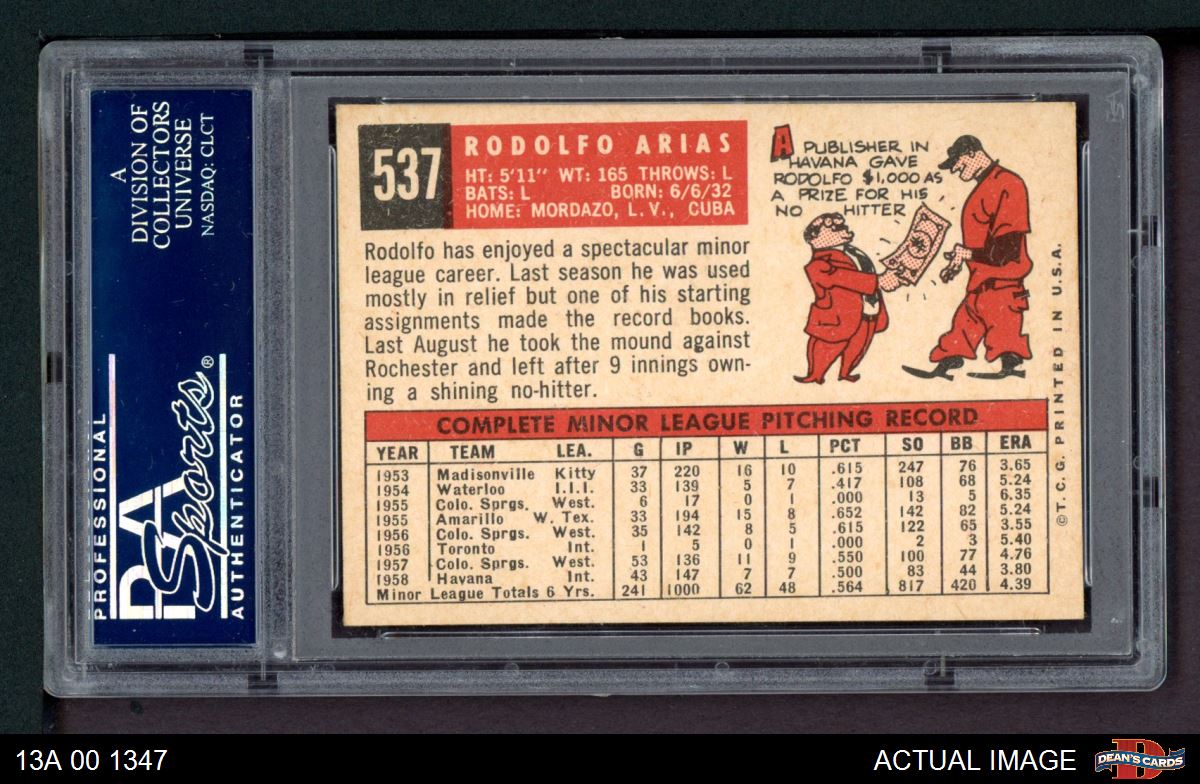 A
DIVISION OF
COLLECTORS
UNIVERSE
NASDAQ: CLCT
PROFESSIONAL
PSA
Sports®
AUTHENTICATOR
537
RODOLFO ARIAS
HT: 5'11" WT: 165 THROWS: L
BATS: L BORN: 6/6/32
HOME: MORDAZO, L. V., CUBA
A PUBLISHER IN
HAVANA GAVE
RODOLFO $1,000 AS
A PRIZE FOR HIS
NO HITTER
Rodolfo has enjoyed a spectacular minor
league career. Last season he was used
mostly in relief but one of his starting
assignments made the record books.
Last August he took the mound against
Rochester and left after 9 innings own-
ing a shining no-hitter.
COMPLETE MINOR LEAGUE PITCHING RECORD
YEAR TEAM LEA. G IP W L PCT SO BB ERA
1953 Madisonville Kitty 37 220 16 10 .615 247 76 3.65
1954 Waterloo I.I.I. 33 139 5 7 .417 108 68 5.24
1955 Colo. Sprgs. West. 6 17 0 1 .000 13 5 6.35
1955 Amarillo W. Tex. 33 194 15 8 .652 142 82 5.24
1956 Colo. Sprgs. West. 35 142 8 5 .615 122 65 3.55
1956 Toronto Int. 1 5 0 1 .000 2 3 5.40
1957 Colo. Sprgs. West. 53 136 11 9 .550 100 77 4.76
1958 Havana Int. 43 147 7 7 .500 83 44 3.80
Minor League Totals 6 Yrs. 241 1000 62 48 .564 817 420 4.39
©T. C. G. PRINTED IN U.S.A.
13A 00 1347
ACTUAL IMAGE
D
DEAN'S CARDS